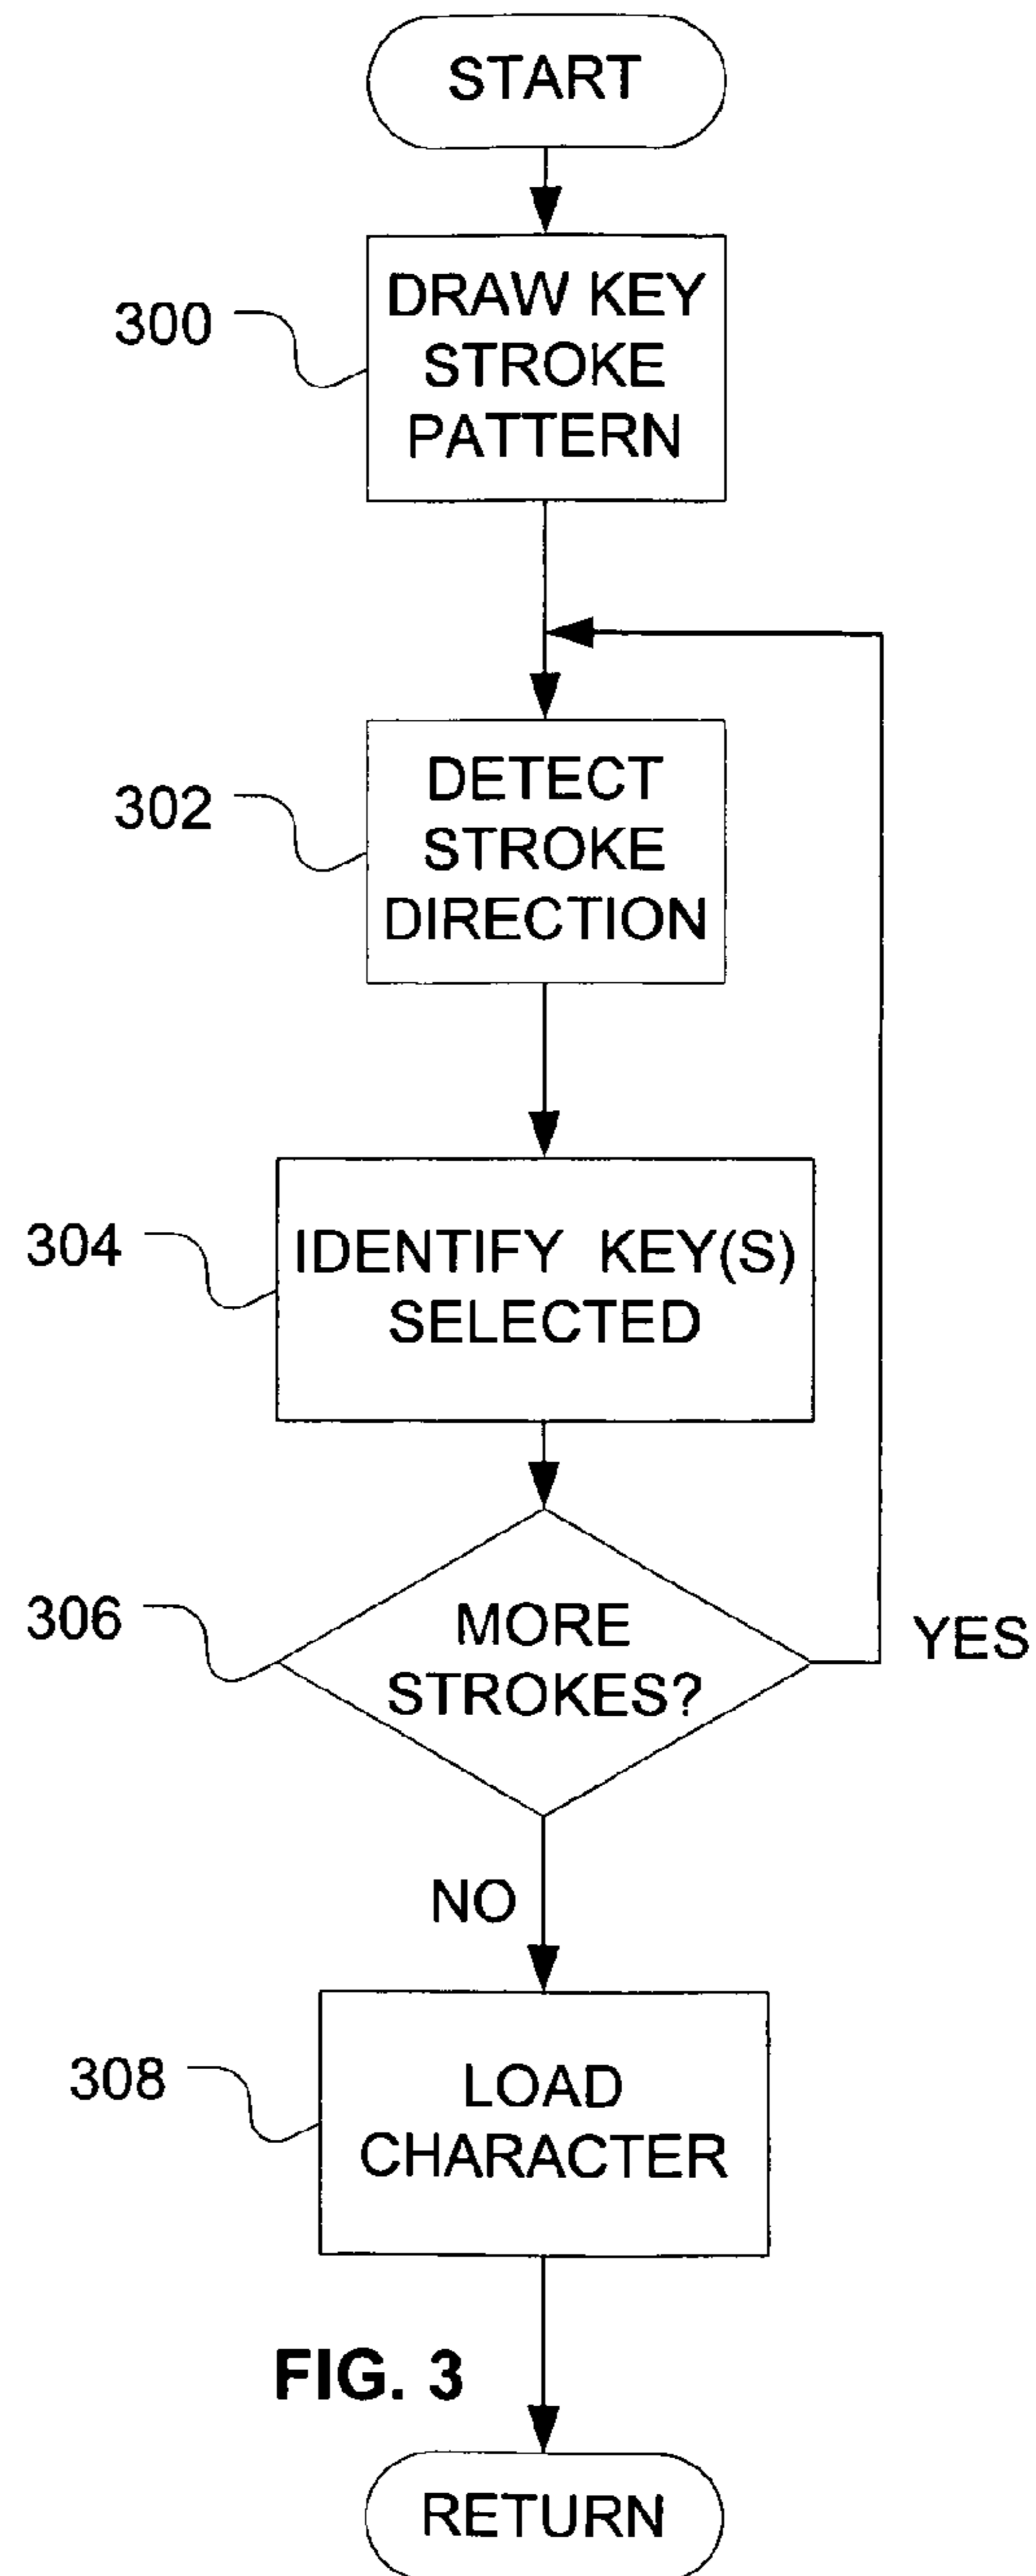 START
DRAW KEY
STROKE
PATTERN
300
DETECT
STROKE
DIRECTION
302
IDENTIFY KEY(S)
SELECTED
304
MORE
STROKES?
306
YES
NO
LOAD
CHARACTER
308
FIG. 3
RETURN